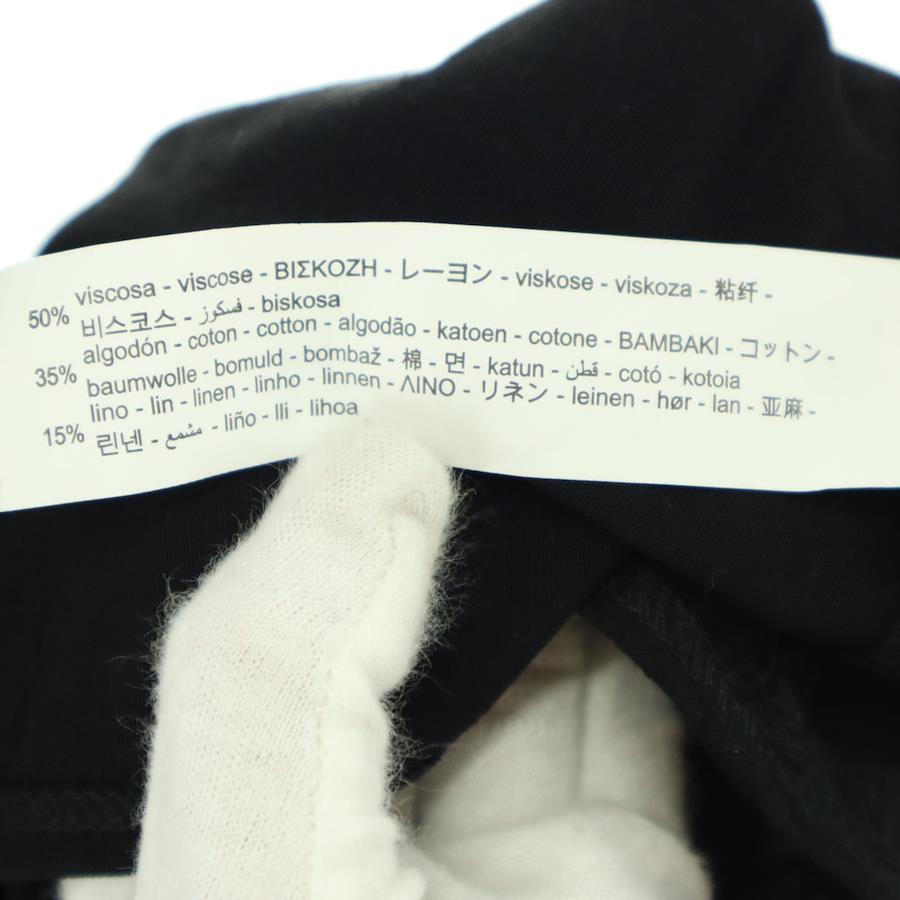 50% viscosa - viscose - ΒΙΣΚΟΖΗ - レーヨン - viskose - viskoza - 粘纤 -
비스코스 - فسكوز - biskosa
35% algodón - coton - cotton - algodão - katoen - cotone - BAMBAKI - コットン -
baumwolle - bomuld - bombaž - 棉 - 면 - katun - قطن - cotó - kotoia
15% lino - lin - linen - linho - linnen - ΛΙΝΟ - リネン - leinen - hør - lan - 亚麻 -
린넨 - مشمع - liño - lli - lihoa